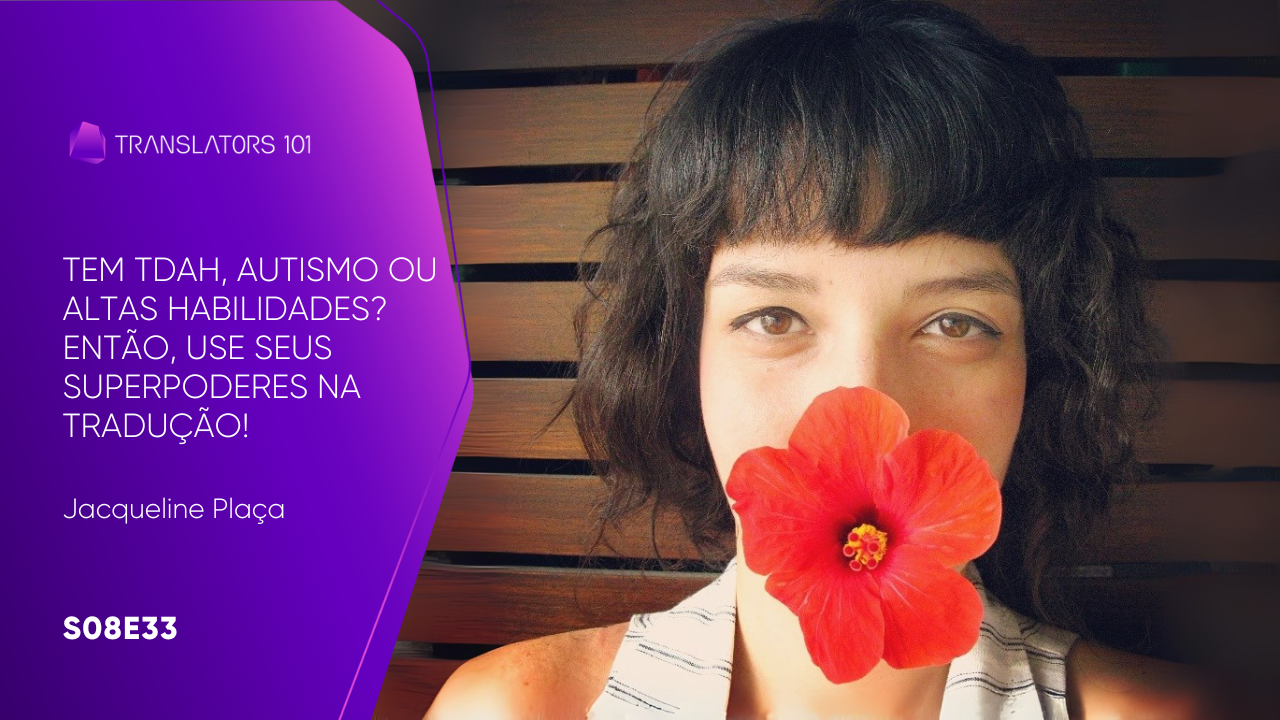 TRANSLATORS 101
TEM TDAH, AUTISMO OU
ALTAS HABILIDADES?
ENTÃO, USE SEUS
SUPERPODERES NA
TRADUÇÃO!
Jacqueline Plaça
S08E33